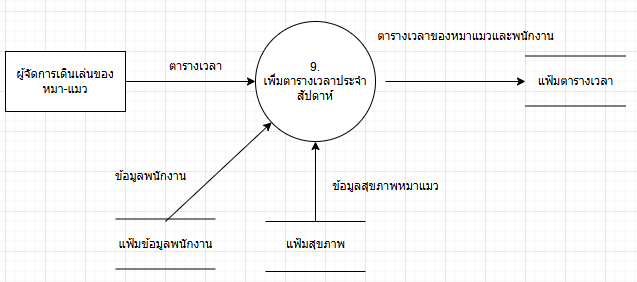 ตารางเวลาของหมาแมวและพนักงาน
ผู้จัดการเดินเล่นของ
หมา-แมว
ตารางเวลา
9.
เพิ่มตารางเวลาประจำ
สัปดาห์
แฟ้มตารางเวลา
ข้อมูลพนักงาน
ข้อมูลสุขภาพหมาแมว
แฟ้มข้อมูลพนักงาน
แฟ้มสุขภาพ